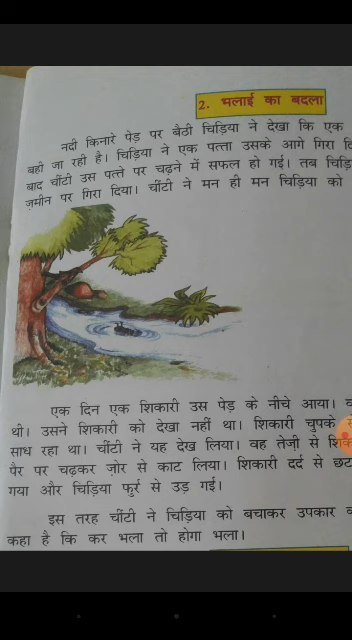 2. भलाई का बदला
नदी किनारे पेड़ पर बैठी चिड़िया ने देखा कि एक
बही जा रही है। चिड़िया ने एक पत्ता उसके आगे गिरा
बाद चींटी उस पत्ते पर चढ़ने में सफल हो गई। तब
ज़मीन पर गिरा दिया। चींटी ने मन ही मन चिड़िया को
एक दिन एक शिकारी उस पेड़ के नीचे आया।
थी। उसने शिकारी को देखा नहीं था। शिकारी चुपके
साध रहा था। चींटी ने यह देख लिया। वह तेज़ी से
पैर पर चढ़कर ज़ोर से काट लिया। शिकारी दर्द से
गया और चिड़िया फुर्र से उड़ गई।
इस तरह चींटी ने चिड़िया को बचाकर उपकार
कहा है कि कर भला तो होगा भला।